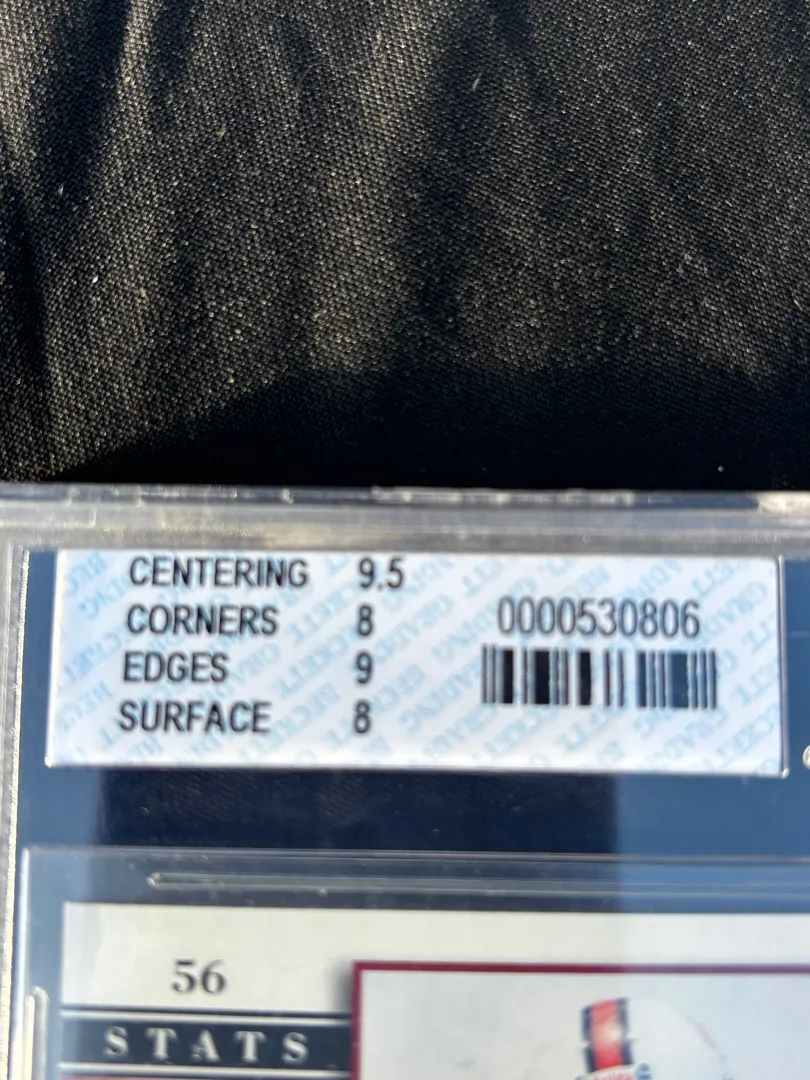 CENTERING 9.5
CORNERS 8
EDGES 9
SURFACE 8
0000530806
56
STATS